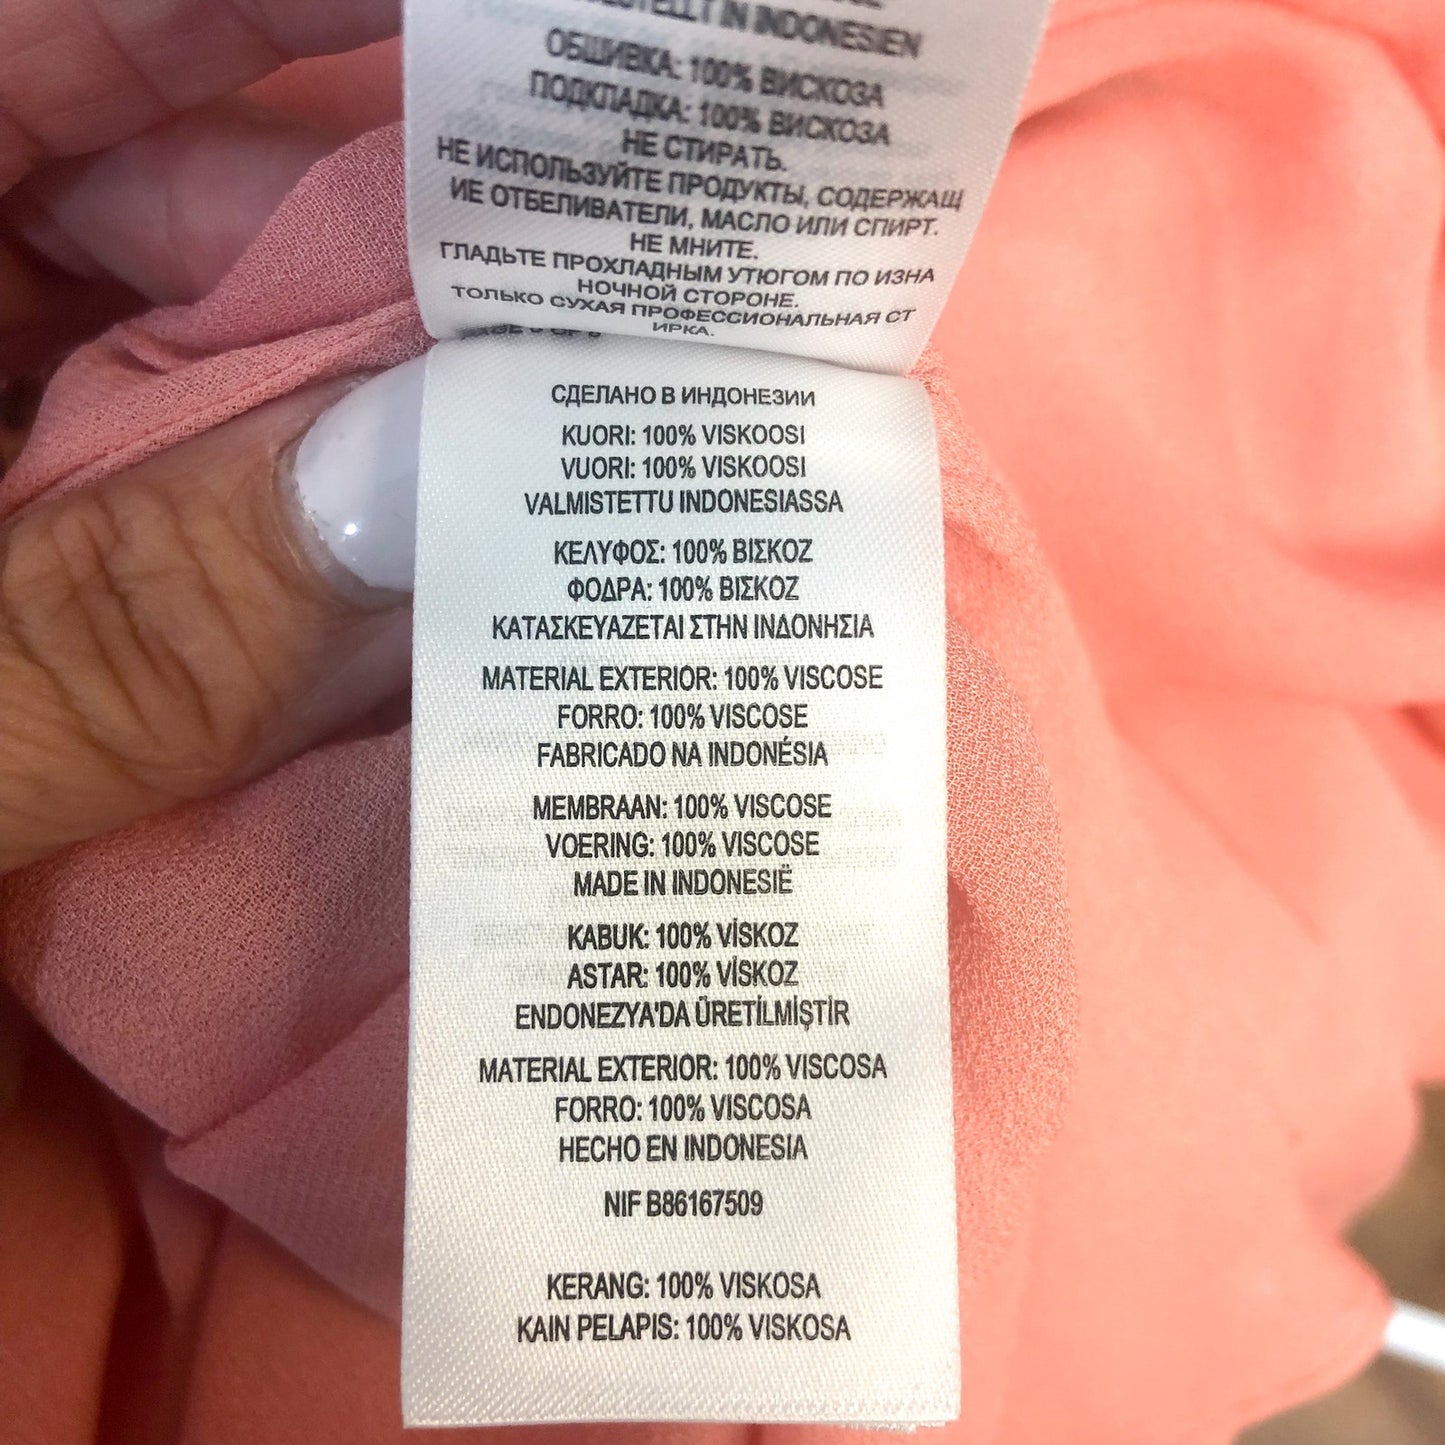 IN INDONESIEN
ОБШИВКА: 100% ВИСКОЗА
ПОДКЛАДКА: 100% ВИСКОЗА
НЕ СТИРАТЬ.
НЕ ИСПОЛЬЗУЙТЕ ПРОДУКТЫ, СОДЕРЖАЩ
ИЕ ОТБЕЛИВАТЕЛИ, МАСЛО ИЛИ СПИРТ.
НЕ МНИТЕ.
ГЛАДЬТЕ ПРОХЛАДНЫМ УТЮГОМ ПО ИЗНА
НОЧНОЙ СТОРОНЕ.
ТОЛЬКО СУХАЯ ПРОФЕССИОНАЛЬНАЯ СТ
ИРКА.
СДЕЛАНО В ИНДОНЕЗИИ
KUORI: 100% VISKOOSI
VUORI: 100% VISKOOSI
VALMISTETTU INDONESIASSA
ΚΕΛΥΦΟΣ: 100% ΒΙΣΚΟΖ
ΦΟΔΡΑ: 100% ΒΙΣΚΟΖ
ΚΑΤΑΣΚΕΥΑΖΕΤΑΙ ΣΤΗΝ ΙΝΔΟΝΗΣΙΑ
MATERIAL EXTERIOR: 100% VISCOSE
FORRO: 100% VISCOSE
FABRICADO NA INDONÉSIA
MEMBRAAN: 100% VISCOSE
VOERING: 100% VISCOSE
MADE IN INDONESIË
KABUK: 100% VİSKOZ
ASTAR: 100% VİSKOZ
ENDONEZYA'DA ÜRETİLMİŞTİR
MATERIAL EXTERIOR: 100% VISCOSA
FORRO: 100% VISCOSA
HECHO EN INDONESIA
NIF B86167509
KERANG: 100% VISKOSA
KAIN PELAPIS: 100% VISKOSA